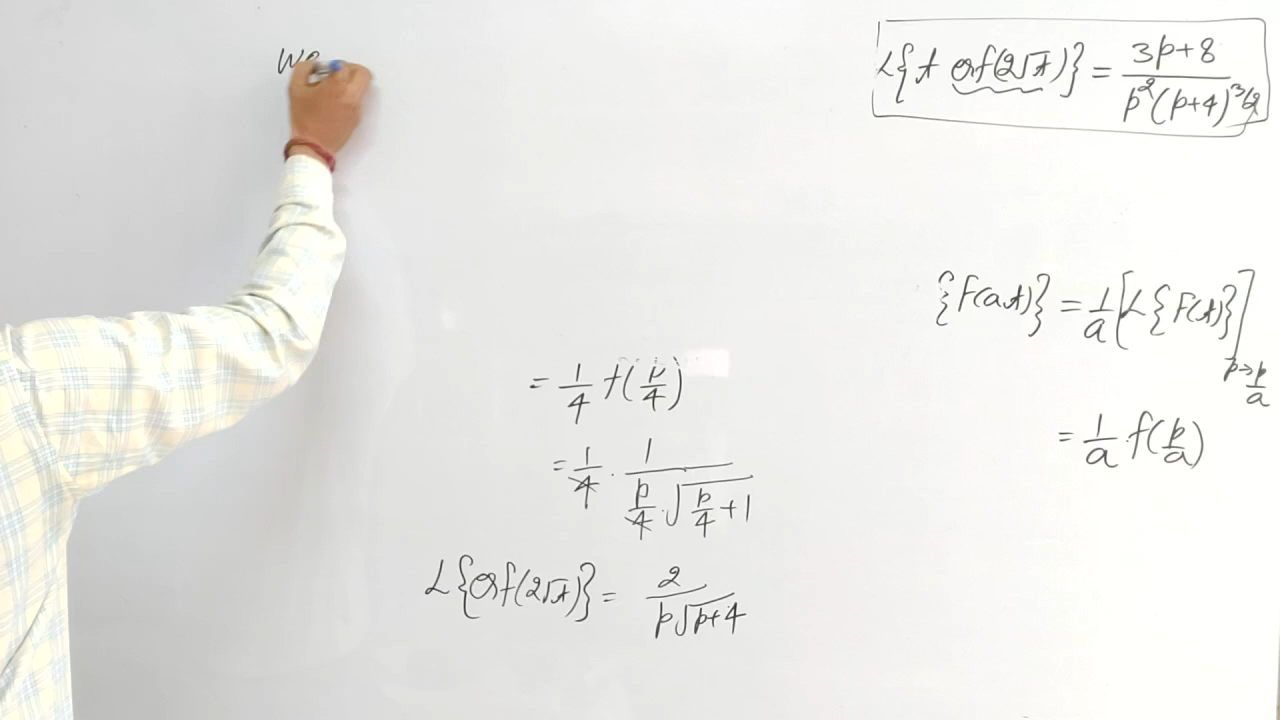 We
L{t erf(2√t)} = (3p+8)/(p²(p+4)^3/2)
{F(at)} = 1/a [L{F(t)}] p→p/a
= 1/a f(p/a)
= 1/4 f(p/4)
= 1/4 · 1/(p/4 · √(p/4 + 1))
L{erf(2√t)} = 2/(p√(p+4))